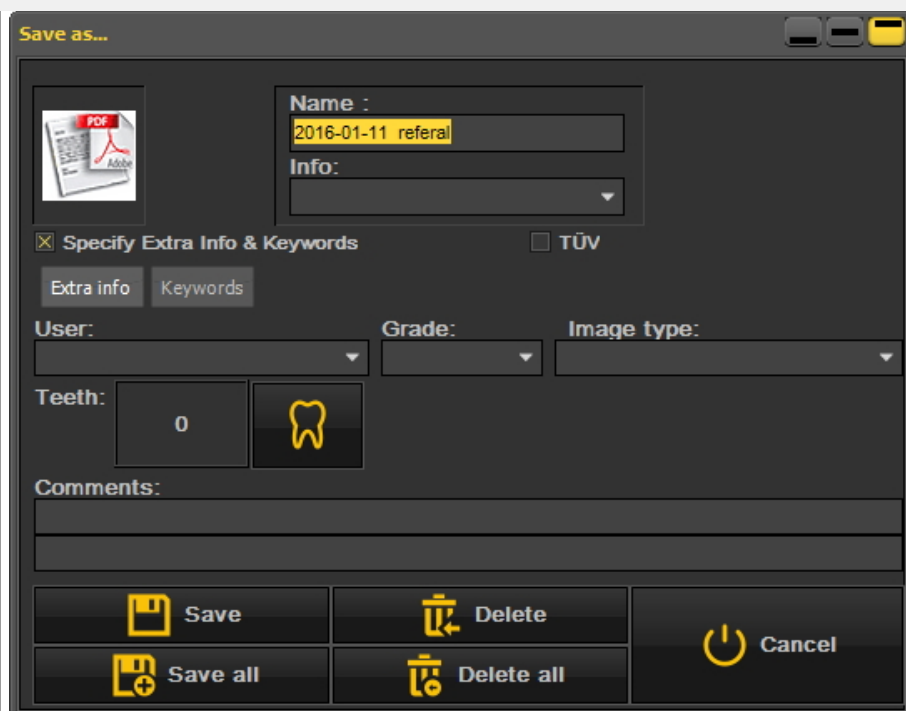 Save as...
PDF
Adobe
Name :
2016-01-11 referal
Info:
Specify Extra Info & Keywords
TÜV
Extra info
Keywords
User:
Grade:
Image type:
Teeth:
0
Comments:
Save
Delete
Cancel
Save all
Delete all